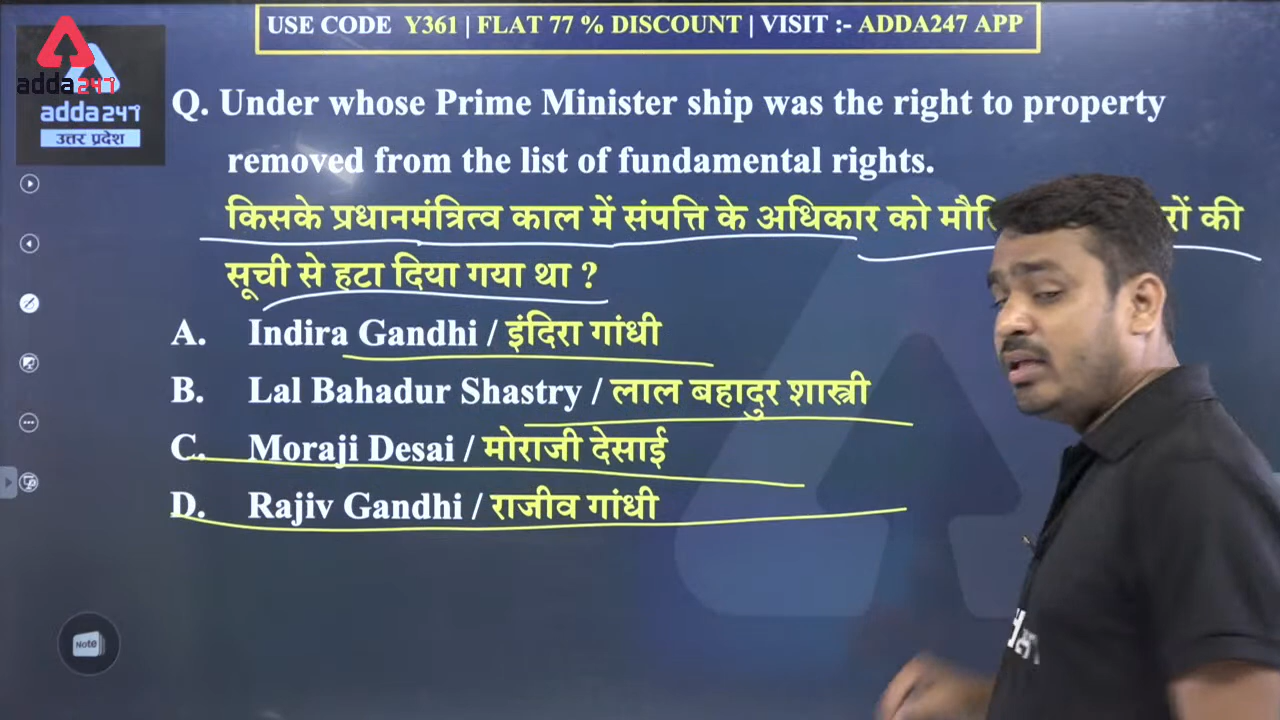 USE CODE Y361 | FLAT 77 % DISCOUNT | VISIT :- ADDA247 APP
adda247
adda247
उत्तर प्रदेश
Q. Under whose Prime Minister ship was the right to property
removed from the list of fundamental rights.
किसके प्रधानमंत्रित्व काल में संपत्ति के अधिकार को की
सूची से हटा दिया गया था ?
A. Indira Gandhi / इंदिरा गांधी
B. Lal Bahadur Shastry / लाल बहादुर शास्त्री
C. Moraji Desai / मोराजी देसाई
D. Rajiv Gandhi / राजीव गांधी
Note